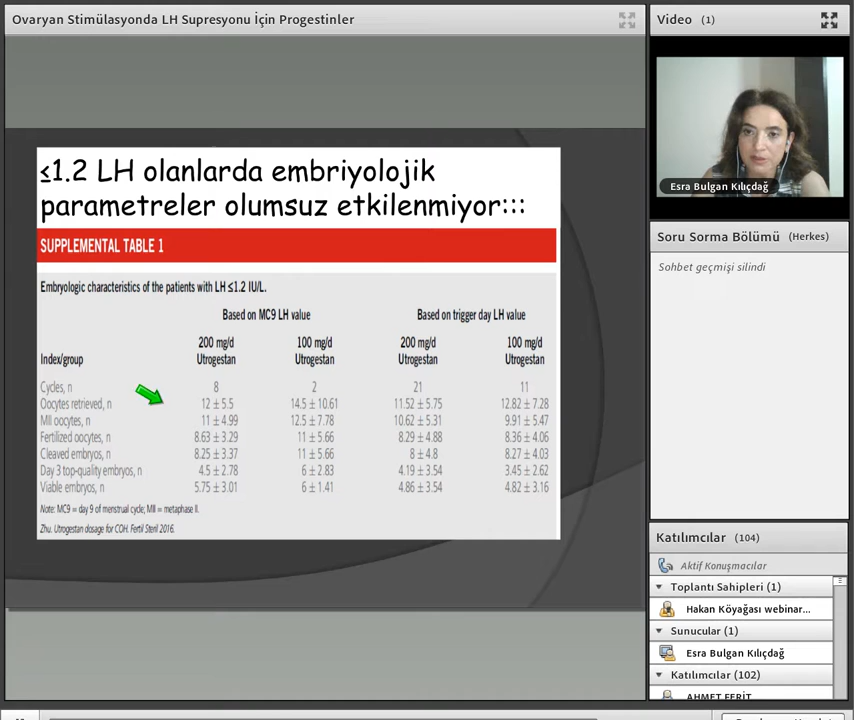 Ovaryan Stimülasyonda LH Supresyonu İçin Progestinler
≤1.2 LH olanlarda embriyolojik
parametreler olumsuz etkilenmiyor:::
SUPPLEMENTAL TABLE 1
Embryologic characteristics of the patients with LH ≤1.2 IU/L.
Based on MC9 LH value Based on trigger day LH value
200 mg/d 100 mg/d 200 mg/d 100 mg/d
Index/group Utrogestan Utrogestan Utrogestan Utrogestan
Cycles, n 8 2 21 11
Oocytes retrieved, n 12 ± 5.5 14.5 ± 10.61 11.52 ± 5.75 12.82 ± 7.28
MII oocytes, n 11 ± 4.99 12.5 ± 7.78 10.62 ± 5.31 9.91 ± 5.47
Fertilized oocytes, n 8.63 ± 3.29 11 ± 5.66 8.29 ± 4.88 8.36 ± 4.06
Cleaved embryos, n 8.25 ± 3.37 11 ± 5.66 8 ± 4.8 8.27 ± 4.03
Day 3 top-quality embryos, n 4.5 ± 2.78 6 ± 2.83 4.19 ± 3.54 3.45 ± 2.62
Viable embryos, n 5.75 ± 3.01 6 ± 1.41 4.86 ± 3.54 4.82 ± 3.16
Note: MC9 = day 9 of menstrual cycle; MII = metaphase II.
Zhu. Utrogestan dosage for COH. Fertil Steril 2016.
Video (1)
Esra Bulgan Kılıçdağ
Soru Sorma Bölümü (Herkes)
Sohbet geçmişi silindi
Katılımcılar (104)
Aktif Konuşmacılar
Toplantı Sahipleri (1)
Hakan Köyağası webinar...
Sunucular (1)
Esra Bulgan Kılıçdağ
Katılımcılar (102)
AHMET FERİT